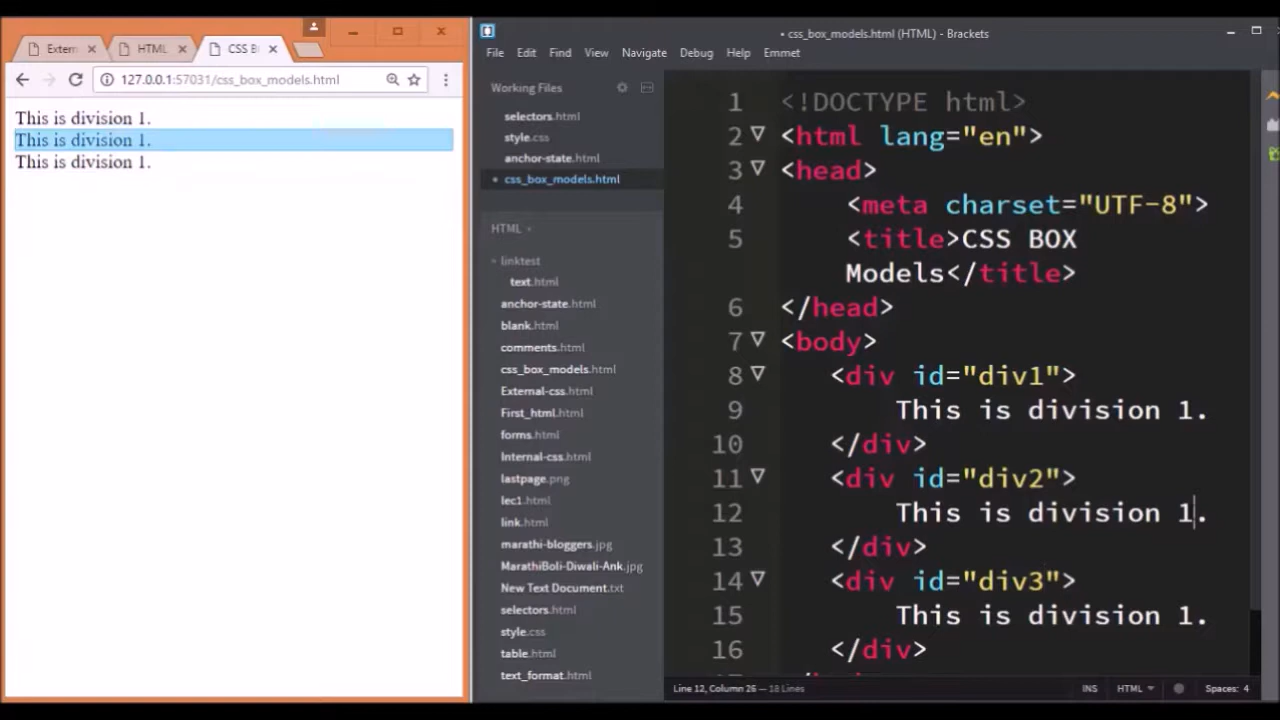 Extern
HTML
CSS B
127.0.0.1:57031/css_box_models.html
This is division 1.
This is division 1.
This is division 1.
• css_box_models.html (HTML) - Brackets
File Edit Find View Navigate Debug Help Emmet
Working Files
selectors.html
style.css
anchor-state.html
css_box_models.html
HTML
linktest
text.html
anchor-state.html
blank.html
comments.html
css_box_models.html
External-css.html
First_html.html
forms.html
Internal-css.html
lastpage.png
lec1.html
link.html
marathi-bloggers.jpg
MarathiBoli-Diwali-Ank.jpg
New Text Document.txt
selectors.html
style.css
table.html
text_format.html
1 <!DOCTYPE html>
2 <html lang="en">
3 <head>
4 <meta charset="UTF-8">
5 <title>CSS BOX
Models</title>
6 </head>
7 <body>
8 <div id="div1">
9 This is division 1.
10 </div>
11 <div id="div2">
12 This is division 1.
13 </div>
14 <div id="div3">
15 This is division 1.
16 </div>
Line 12, Column 26 — 18 Lines
INS HTML Spaces: 4